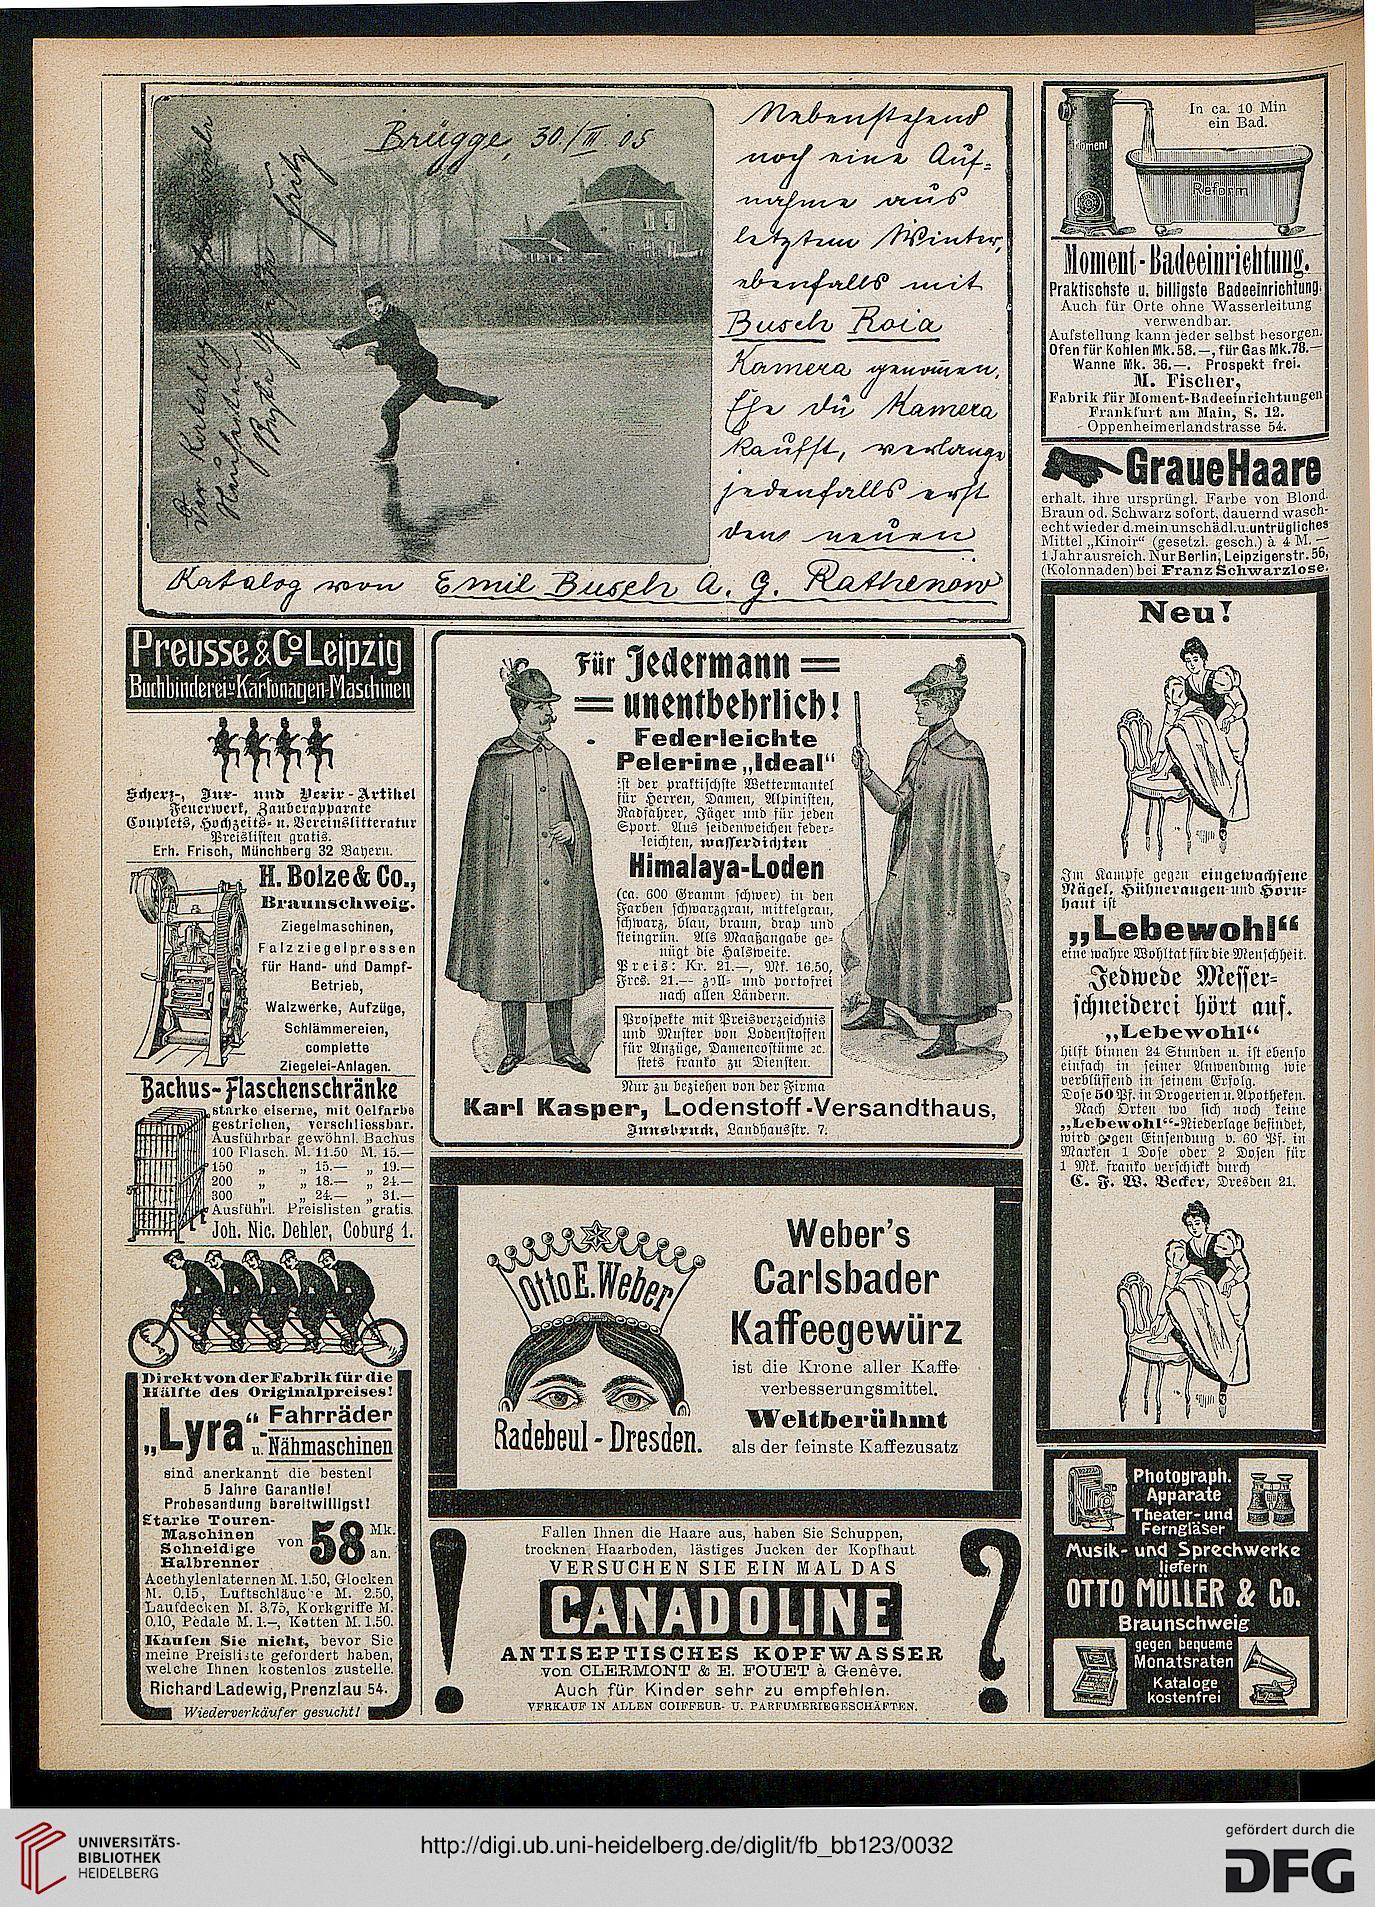 Brügge, 30./III. 05
Nebenstehend
noch eine Auf-
nahme aus
letztem Winter,
ebenfalls mit
Busch Roia
Kamera genom̅en.
Ehe du Kamera
kaufst, verlange
jedenfalls erst
den neuen
Katalog von Emil Busch A. G. Rathenow
Preusse & Co Leipzig
Buchbinderei- u. Kartonagen-Maschinen
Scherz-, Jux- und Vexir-Artikel
Feuerwerk, Zauberapparate
Couplets, Hochzeits- u. Vereinslitteratur
Preislisten gratis.
Erh. Frisch, Münchberg 32 Bayern.
H. Bolze & Co.,
Braunschweig.
Ziegelmaschinen,
Falzziegelpressen
für Hand- und Dampf-
Betrieb,
Walzwerke, Aufzüge,
Schlämmereien,
complette
Ziegelei-Anlagen.
Bachus-Flaschenschränke
starke eiserne, mit Oelfarbe
gestrichen, verschliessbar.
Ausführbar gewöhnl. Bachus
100 Flasch. M. 11.50 M. 15.—
150 „ „ 15.— „ 19.—
200 „ „ 18.— „ 24.—
300 „ „ 24.— „ 31.—
Ausführl. Preislisten gratis.
Joh. Nic. Dehler, Coburg 1.
Direkt von der Fabrik für die
Hälfte des Originalpreises!
„Lyra“ Fahrräder
u. Nähmaschinen
sind anerkannt die besten!
5 Jahre Garantie!
Probesendung bereitwilligst!
Starke Touren-
Maschinen
Schneidige
Halbrenner
von 58 Mk. an.
Acethylenlaternen M. 1.50, Glocken
M. 0,15, Luftschläuche M. 2.50,
Laufdecken M. 3,75, Korkgriffe M.
0.10, Pedale M. 1.—, Ketten M. 1.50.
Kaufen Sie nicht, bevor Sie
meine Preisliste gefordert haben,
welche Ihnen kostenlos zustelle.
Richard Ladewig, Prenzlau 54.
Wiederverkäufer gesucht!
Für Jedermann
unentbehrlich!
Federleichte
Pelerine „Ideal“
ist der praktischste Wettermantel
für Herren, Damen, Alpinisten,
Radfahrer, Jäger und für jeden
Sport. Aus seidenweichen feder-
leichten, wasserdichten
Himalaya-Loden
(ca. 600 Gramm schwer) in den
Farben schwarzgrau, mittelgrau,
schwarz, blau, braun, drap und
steingrün. Als Maaßangabe ge-
nügt die Halsweite.
Preis: Kr. 21.—, Mk. 16.50,
Frcs. 21.— zoll- und portofrei
nach allen Ländern.
Prospekte mit Preisverzeichnis
und Muster von Lodenstoffen
für Anzüge, Damencostüme ꝛc.
stets franko zu Diensten.
Nur zu beziehen von der Firma
Karl Kasper, Lodenstoff-Versandthaus,
Innsbruck, Landhausstr. 7.
Otto E. Weber
Radebeul - Dresden.
Weber's
Carlsbader
Kaffeegewürz
ist die Krone aller Kaffe-
verbesserungsmittel.
Weltberühmt
als der feinste Kaffezusatz
Fallen Ihnen die Haare aus, haben Sie Schuppen,
trocknen Haarboden, lästiges Jucken der Kopfhaut
VERSUCHEN SIE EIN MAL DAS
CANADOLINE
ANTISEPTISCHES KOPFWASSER
von CLERMONT & E. FOUET à Genêve.
Auch für Kinder sehr zu empfehlen.
VERKAUF IN ALLEN COIFFEUR- U. PARFUMERIEGESCHÄFTEN.
!
?
In ca. 10 Min
ein Bad.
Moment
Reform
Moment-Badeeinrichtung.
Praktischste u. billigste Badeeinrichtung.
Auch für Orte ohne Wasserleitung
verwendbar.
Aufstellung kann jeder selbst besorgen.
Ofen für Kohlen Mk. 58.—, für Gas Mk. 78.—
Wanne Mk. 36.—. Prospekt frei.
M. Fischer,
Fabrik für Moment-Badeeinrichtungen
Frankfurt am Main, S. 12.
Oppenheimerlandstrasse 54.
Graue Haare
erhalt. ihre ursprüngl. Farbe von Blond
Braun od. Schwarz sofort, dauernd wasch-
echt wieder d. mein unschädl. u. untrügliches
Mittel „Kinoir“ (gesetzl. gesch.) à 4 M. —
1 Jahr ausreich. Nur Berlin, Leipzigerstr. 56,
(Kolonnaden) bei Franz Schwarzlose.
Neu!
Im Kampfe gegen eingewachsene
Nägel, Hühneraugen und Horn-
haut ist
„Lebewohl“
eine wahre Wohltat für die Menschheit.
Jedwede Messer-
schneiderei hört auf.
„Lebewohl“
hilft binnen 24 Stunden u. ist ebenso
einfach in seiner Anwendung wie
verblüffend in seinem Erfolg.
Dose 50 Pf. in Drogerien u. Apotheken.
Nach Orten wo sich noch keine
„Lebewohl“-Niederlage befindet,
wird gegen Einsendung v. 60 Pf. in
Marken 1 Dose oder 2 Dosen für
1 Mk. franko verschickt durch
C. F. W. Becker, Dresden 21.
Photograph.
Apparate
Theater- und
Ferngläser
Musik- und Sprechwerke
liefern
OTTO MÜLLER & Co.
Braunschweig
gegen bequeme
Monatsraten
Kataloge
kostenfrei
UNIVERSITÄTS-
BIBLIOTHEK
HEIDELBERG
http://digi.ub.uni-heidelberg.de/diglit/fb_bb123/0032
gefördert durch die
DFG